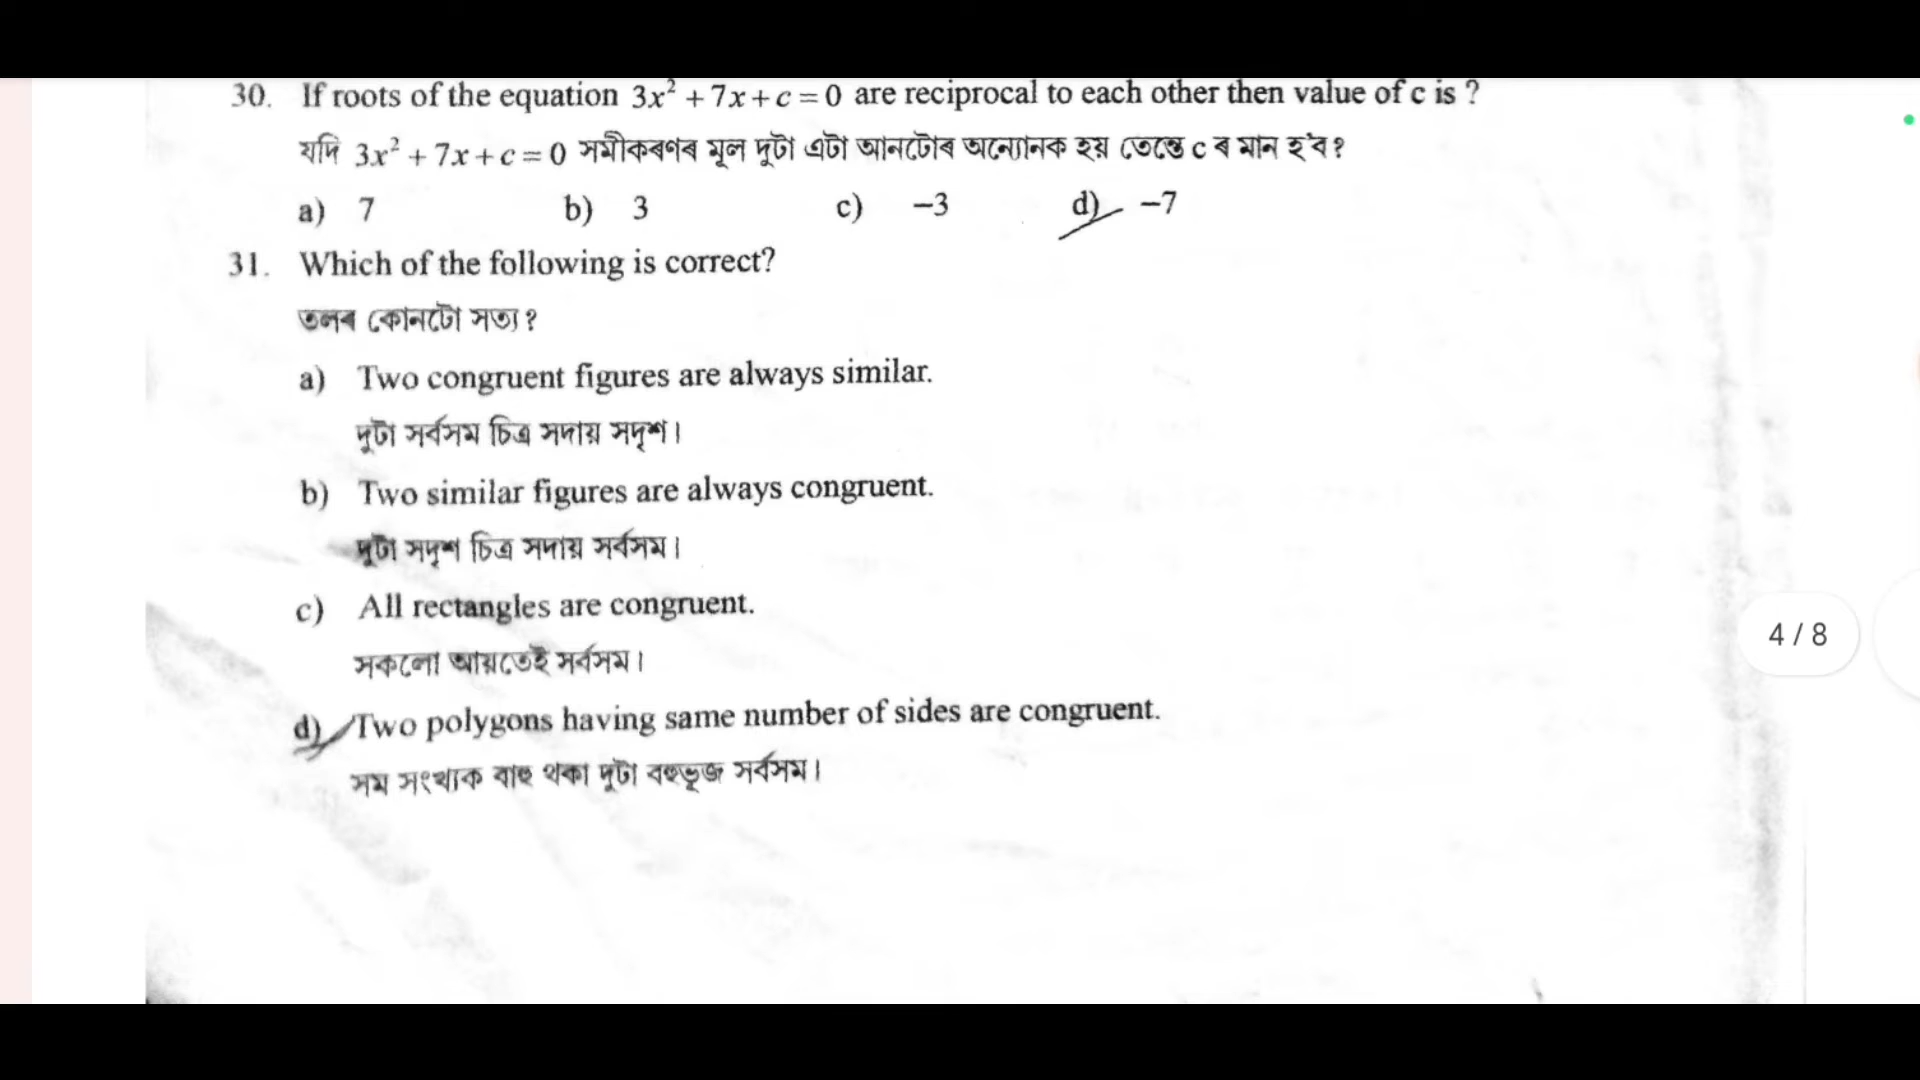 30. If roots of the equation 3x² + 7x + c = 0 are reciprocal to each other then value of c is ?
যদি 3x² + 7x + c = 0 সমীকৰণৰ মূল দুটা এটা আনটোৰ অন্যোনক হয় তেন্তে c ৰ মান হ'ব?
a) 7 b) 3 c) –3 d) –7
31. Which of the following is correct?
তলৰ কোনটো সত্য?
a) Two congruent figures are always similar.
দুটা সৰ্বসম চিত্ৰ সদায় সদৃশ।
b) Two similar figures are always congruent.
দুটা সদৃশ চিত্ৰ সদায় সৰ্বসম।
c) All rectangles are congruent.
সকলো আয়তেই সৰ্বসম।
d) Two polygons having same number of sides are congruent.
সম সংখ্যক বাহু থকা দুটা বহুভূজ সৰ্বসম।
4 / 8